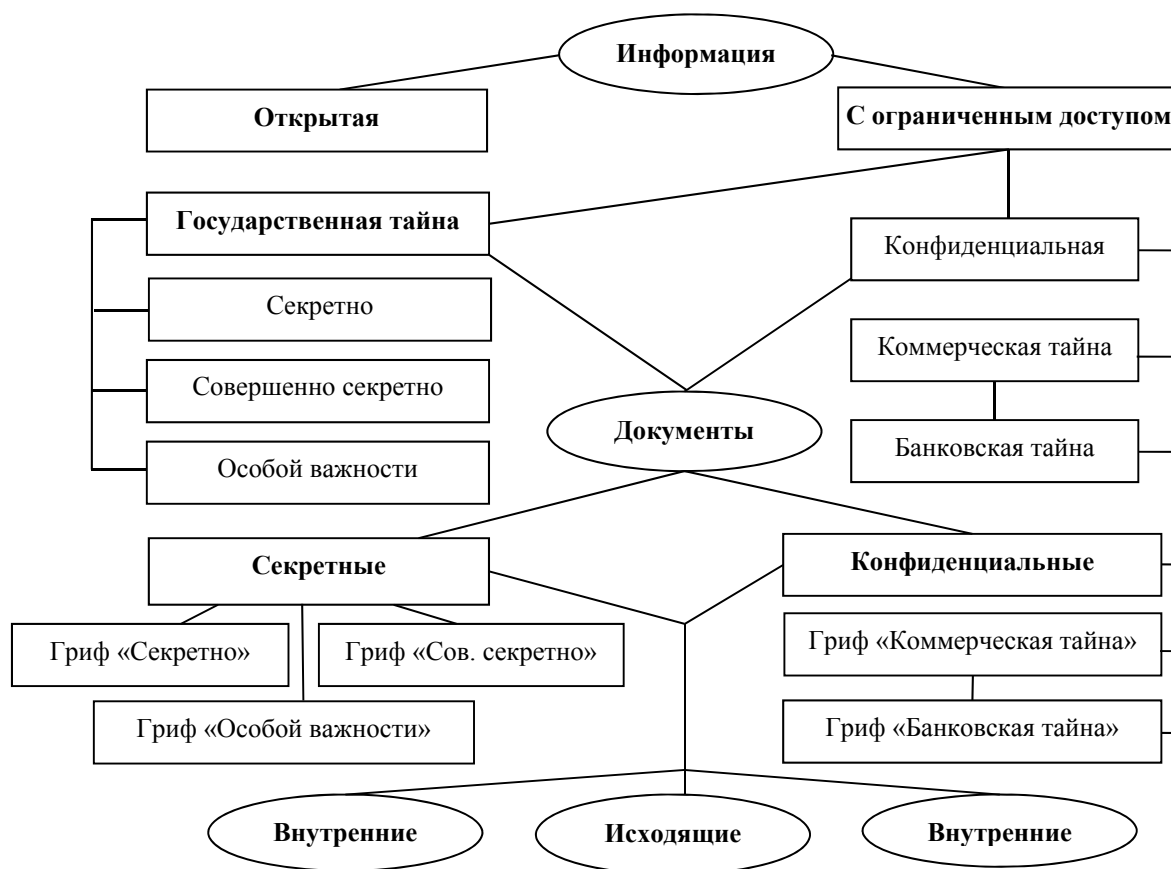 Информация
Открытая
С ограниченным доступом
Государственная тайна
Конфиденциальная
Секретно
Коммерческая тайна
Совершенно секретно
Документы
Банковская тайна
Особой важности
Секретные
Конфиденциальные
Гриф «Секретно»
Гриф «Сов. секретно»
Гриф «Коммерческая тайна»
Гриф «Особой важности»
Гриф «Банковская тайна»
Внутренние
Исходящие
Внутренние